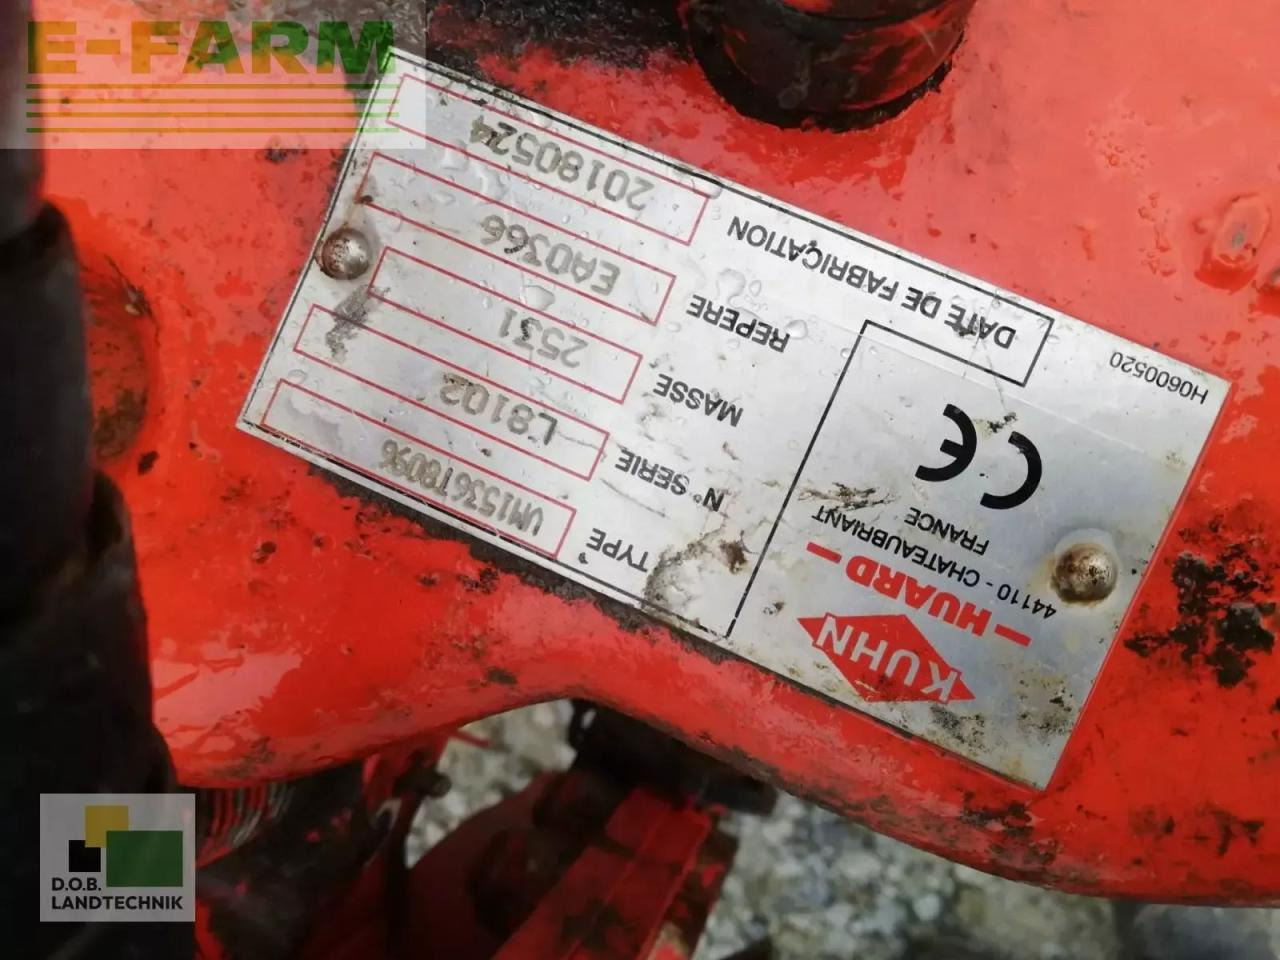 E-FARM
KUHN
- HUARD -
44110 - CHATEAUBRIANT
FRANCE
CE
TYPE VM1536T8096
N° SERIE L8102
MASSE 2531
REPERE EA0366
DATE DE FABRICATION 20180524
H0600520
D.O.B.
LANDTECHNIK